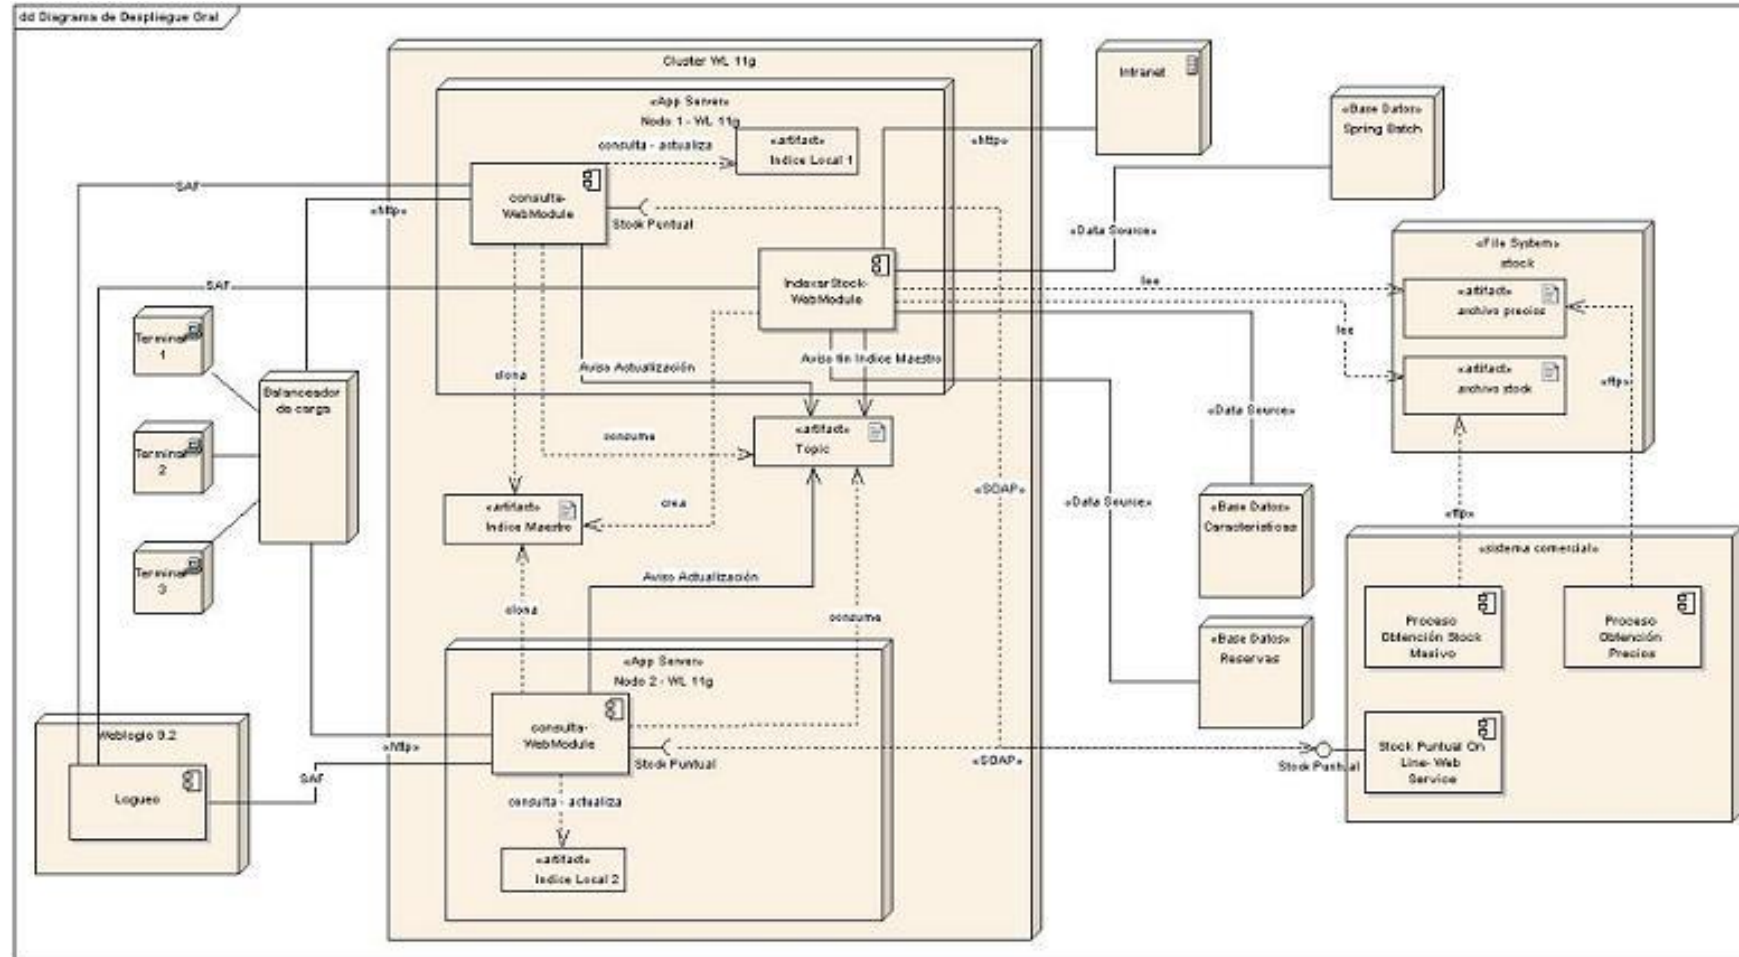 dd Diagrama de Despliegue Gral
Cluster WL 11g
«App Server»
Nodo 1 - WL 11g
consulta - actualiza
«artifact»
Indice Local 1
consulta-
WebModule
Stock Puntual
SAF
«http»
«http»
Intranet
«Base Datos»
Spring Batch
«Data Source»
IndexarStock-
WebModule
SAF
lee
lee
«File System»
stock
«artifact»
archivo precios
«artifact»
archivo stock
«ftp»
Terminal
1
Terminal
2
Terminal
3
Balanceador
de carga
clona
Aviso Actualización
Aviso fin Indice Maestro
consume
«artifact»
Topic
«Data Source»
«SOAP»
«Data Source»
«artifact»
Indice Maestro
crea
«Base Datos»
Caracteristicas
«ftp»
«sistema comercial»
Aviso Actualización
clona
consume
Proceso
Obtención Stock
Masivo
Proceso
Obtención
Precios
«Base Datos»
Reservas
«App Server»
Nodo 2 - WL 11g
consulta-
WebModule
Stock Puntual
«http»
SAF
«SOAP»
Stock Puntual
Stock Puntual On
Line- Web
Service
Weblogic 9.2
Logueo
consulta - actualiza
«artifact»
Indice Local 2